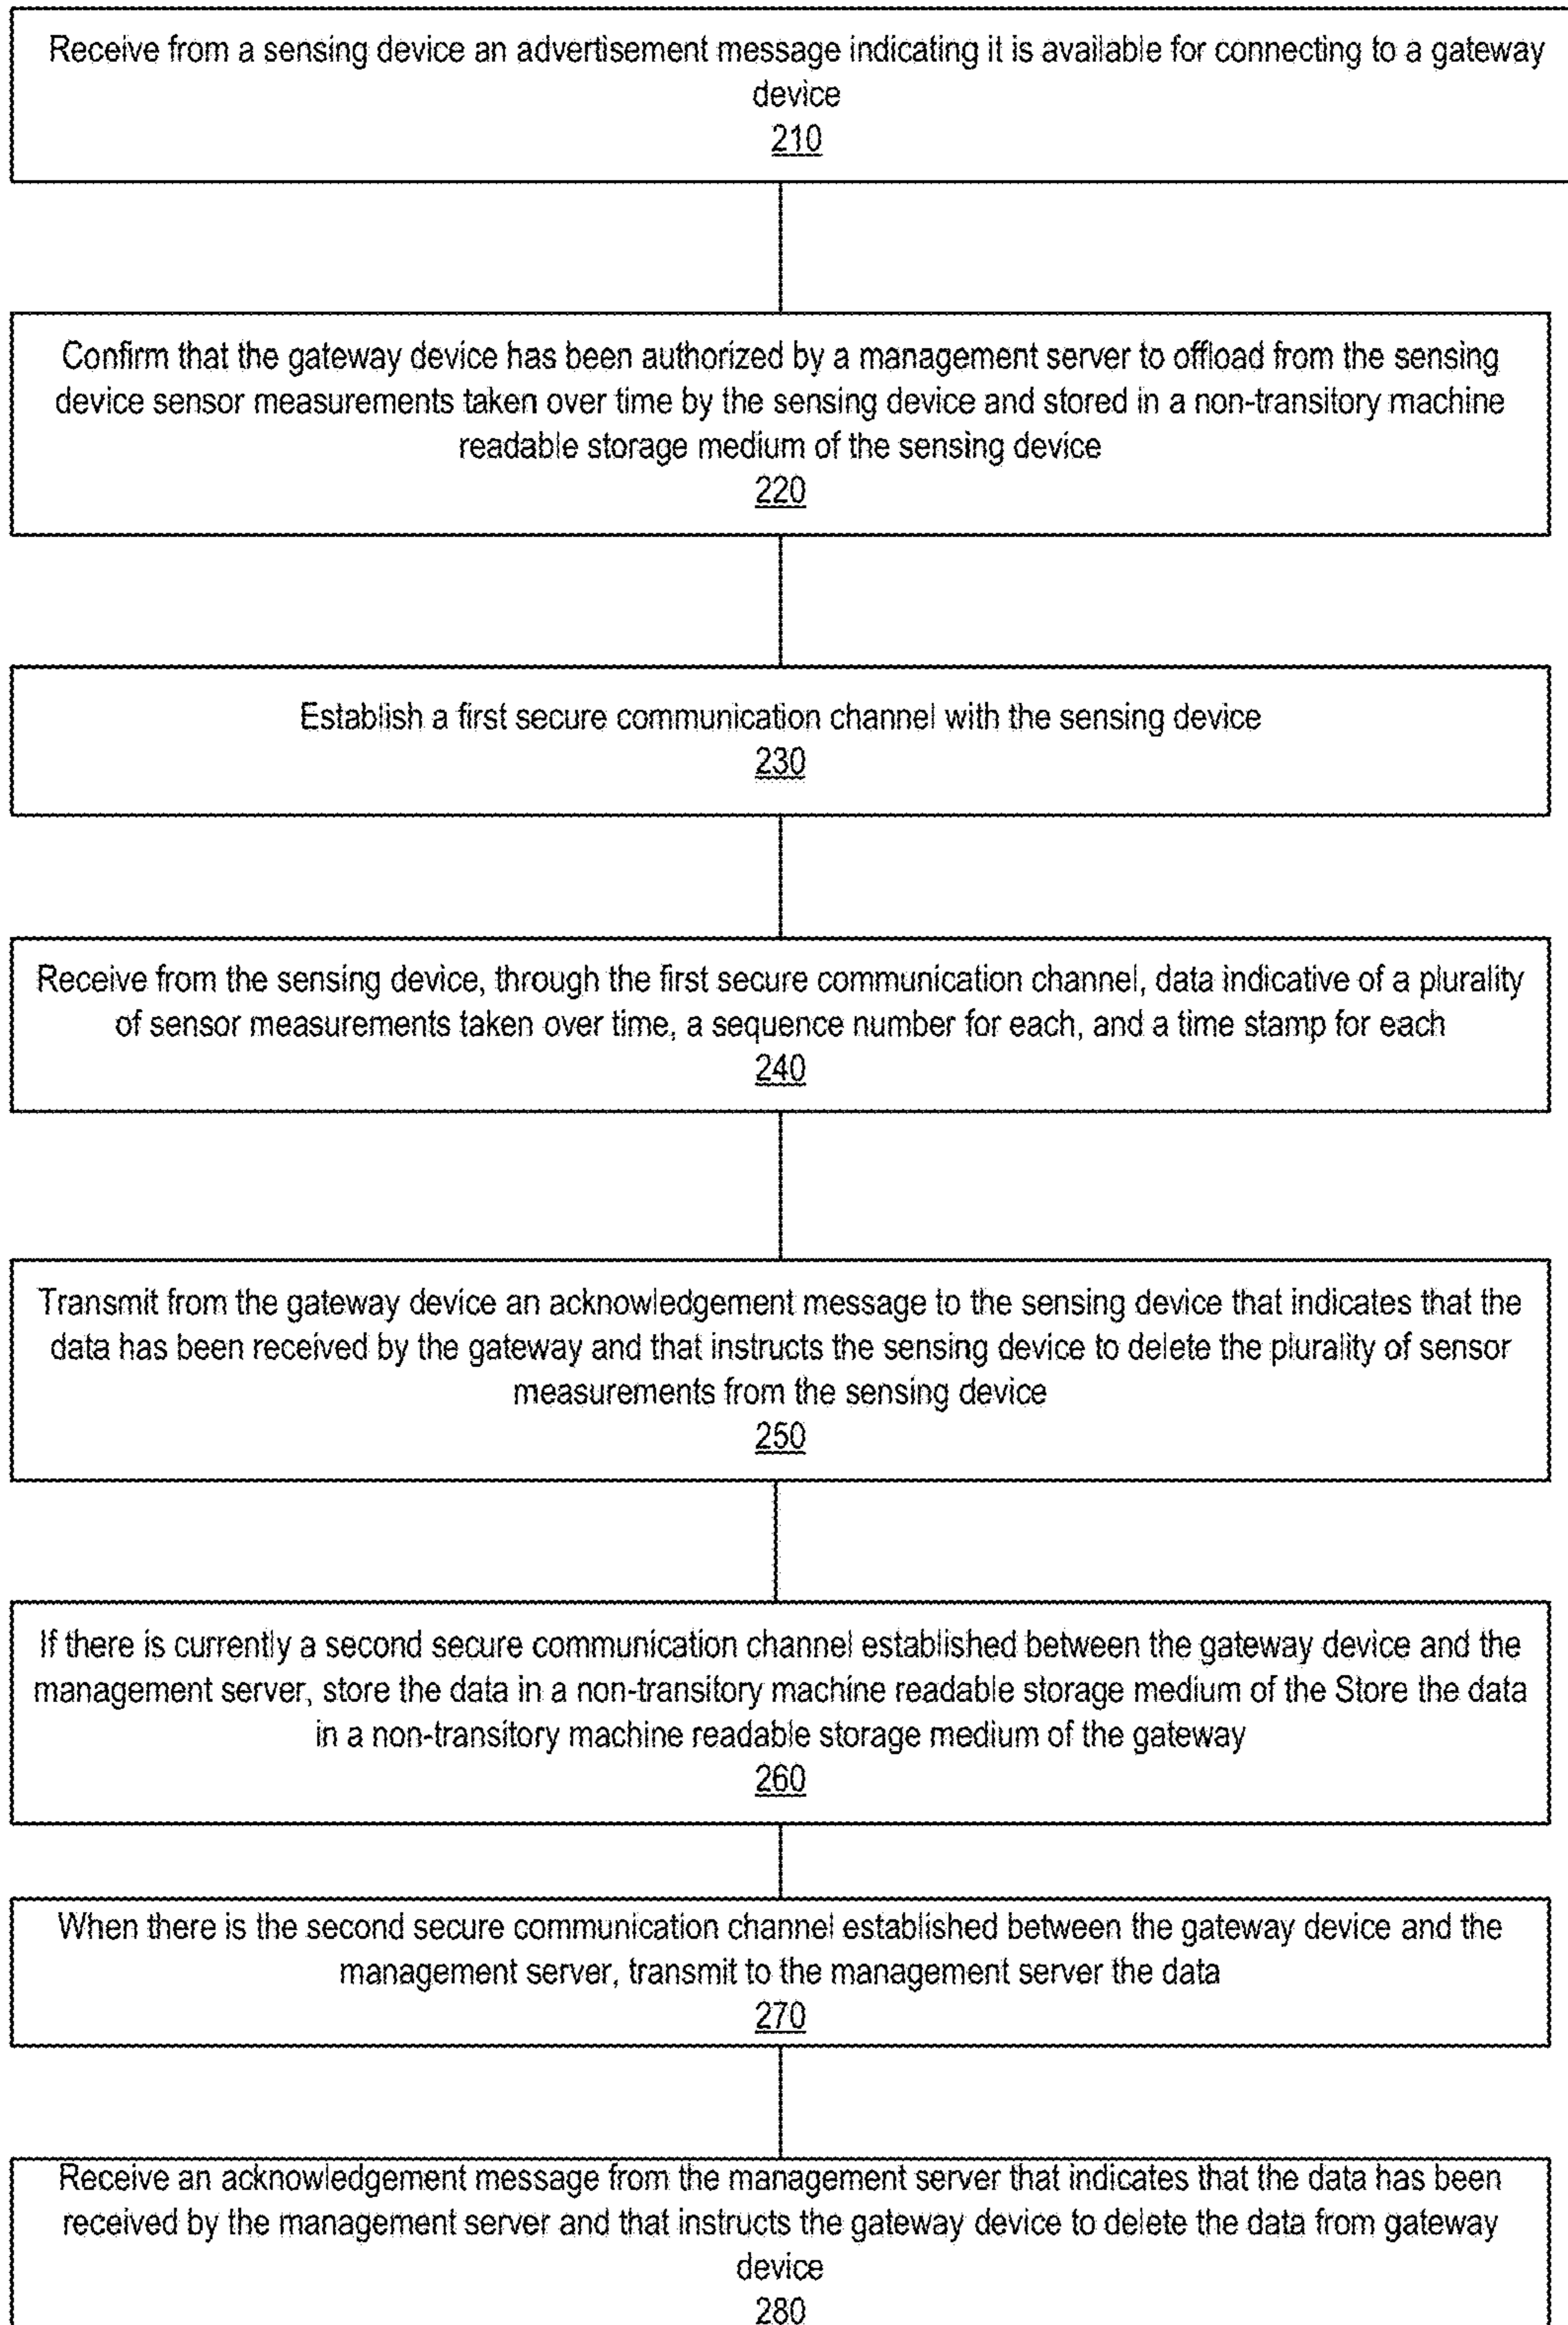 Receive from a sensing device an advertisement message indicating it is available for connecting to a gateway
device
210
Confirm that the gateway device has been authorized by a management server to offload from the sensing
device sensor measurements taken over time by the sensing device and stored in a non-transitory machine
readable storage medium of the sensing device
220
Establish a first secure communication channel with the sensing device
230
Receive from the sensing device, through the first secure communication channel, data indicative of a plurality
of sensor measurements taken over time, a sequence number for each, and a time stamp for each
240
Transmit from the gateway device an acknowledgement message to the sensing device that indicates that the
data has been received by the gateway and that instructs the sensing device to delete the plurality of sensor
measurements from the sensing device
250
If there is currently a second secure communication channel established between the gateway device and the
management server, store the data in a non-transitory machine readable storage medium of the Store the data
in a non-transitory machine readable storage medium of the gateway
260
When there is the second secure communication channel established between the gateway device and the
management server, transmit to the management server the data
270
Receive an acknowledgement message from the management server that indicates that the data has been
received by the management server and that instructs the gateway device to delete the data from gateway
device
280